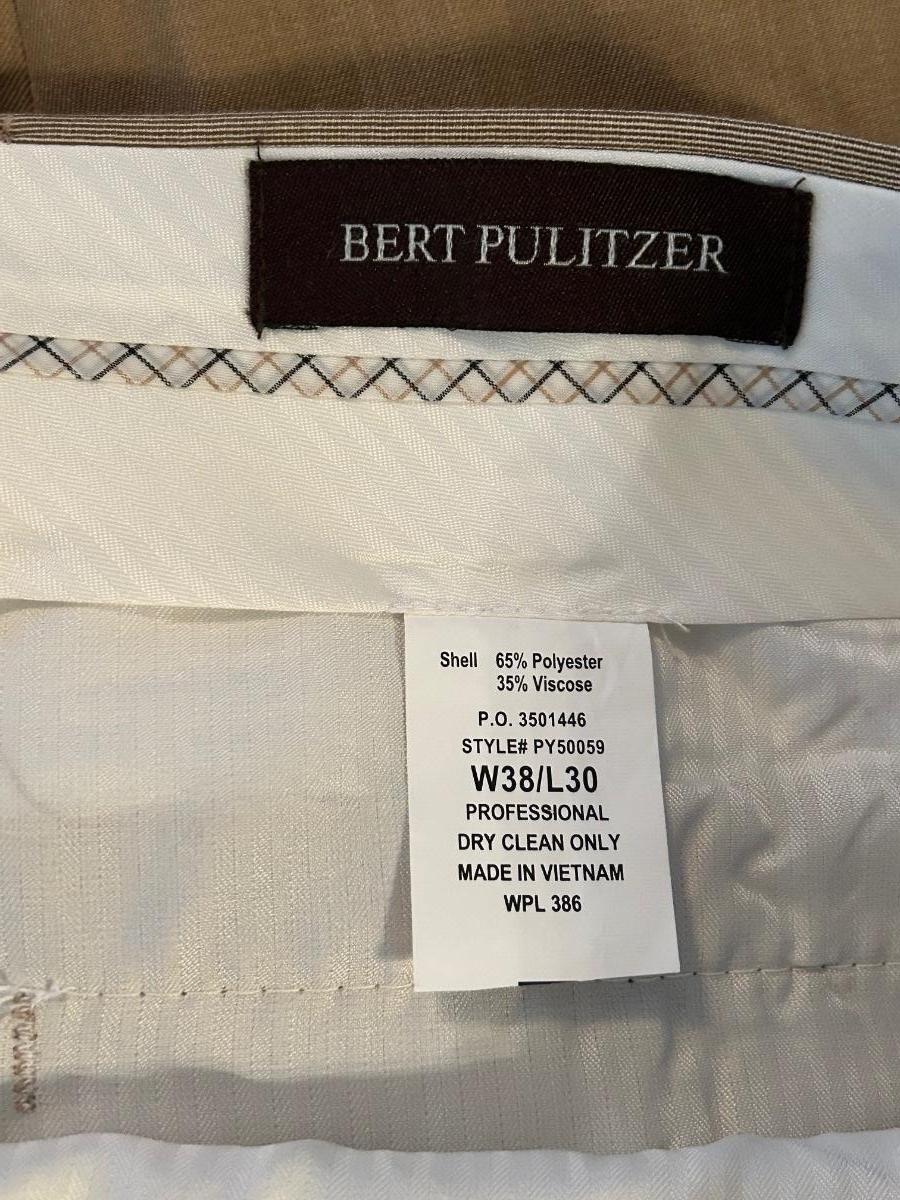 BERT PULITZER
Shell 65% Polyester
35% Viscose
P.O. 3501446
STYLE# PY50059
W38/L30
PROFESSIONAL
DRY CLEAN ONLY
MADE IN VIETNAM
WPL 386